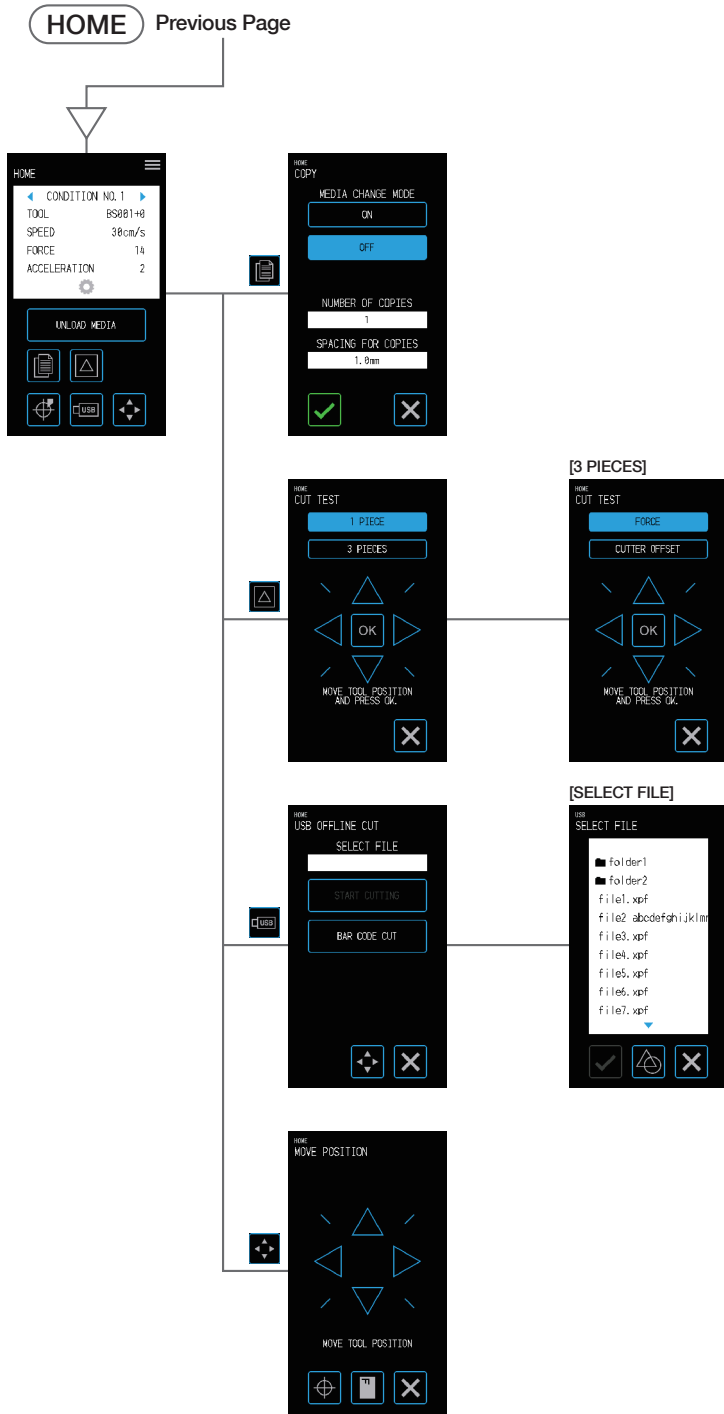 HOME Previous Page
HOME
CONDITION NO.1
TOOL BS001+0
SPEED 30cm/s
FORCE 14
ACCELERATION 2
UNLOAD MEDIA
USB
HOME
COPY
MEDIA CHANGE MODE
ON
OFF
NUMBER OF COPIES
1
SPACING FOR COPIES
1.0mm
HOME
CUT TEST
1 PIECE
3 PIECES
OK
MOVE TOOL POSITION
AND PRESS OK.
[3 PIECES]
HOME
CUT TEST
FORCE
CUTTER OFFSET
OK
MOVE TOOL POSITION
AND PRESS OK.
USB
HOME
USB OFFLINE CUT
SELECT FILE
START CUTTING
BAR CODE CUT
[SELECT FILE]
USB
SELECT FILE
folder1
folder2
file1.xpf
file2 abcdefghijklmn
file3.xpf
file4.xpf
file5.xpf
file6.xpf
file7.xpf
HOME
MOVE POSITION
MOVE TOOL POSITION